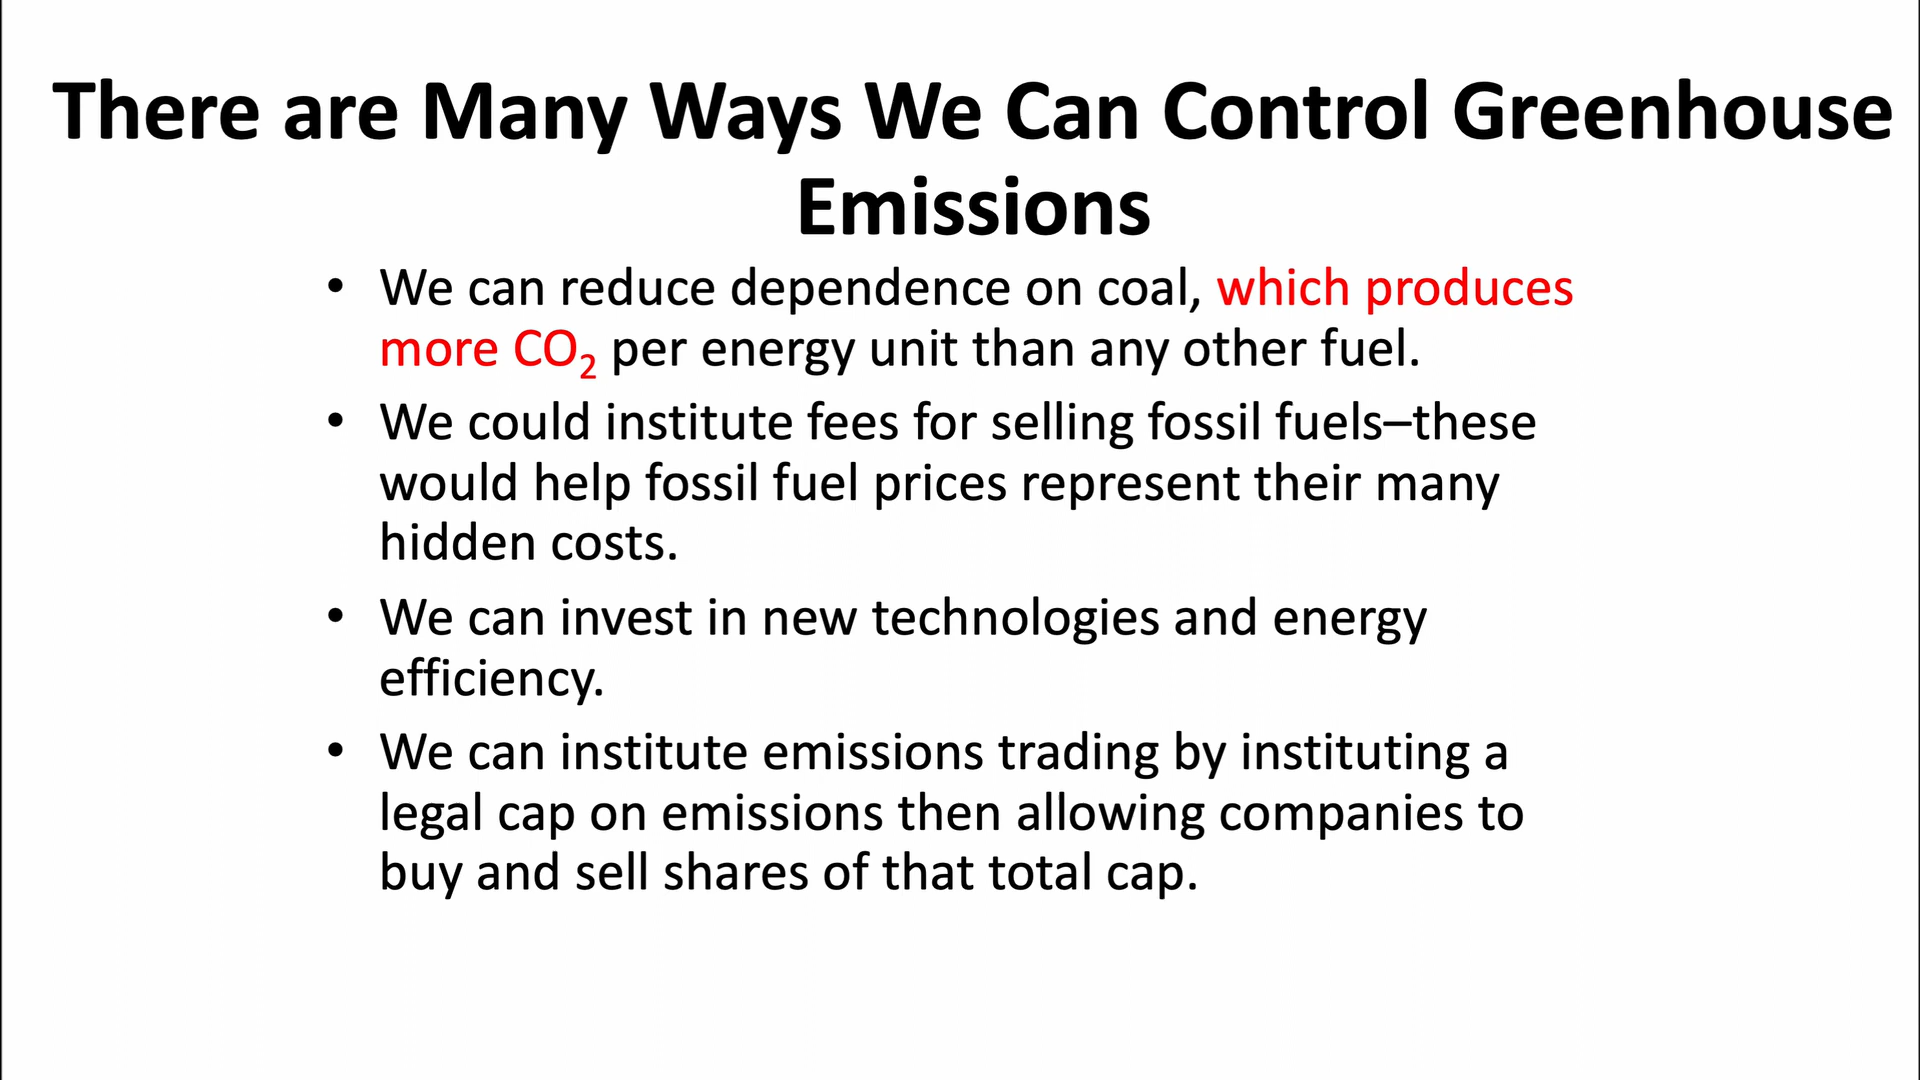 There are Many Ways We Can Control Greenhouse
Emissions
• We can reduce dependence on coal, which produces
more CO₂ per energy unit than any other fuel.
• We could institute fees for selling fossil fuels–these
would help fossil fuel prices represent their many
hidden costs.
• We can invest in new technologies and energy
efficiency.
• We can institute emissions trading by instituting a
legal cap on emissions then allowing companies to
buy and sell shares of that total cap.